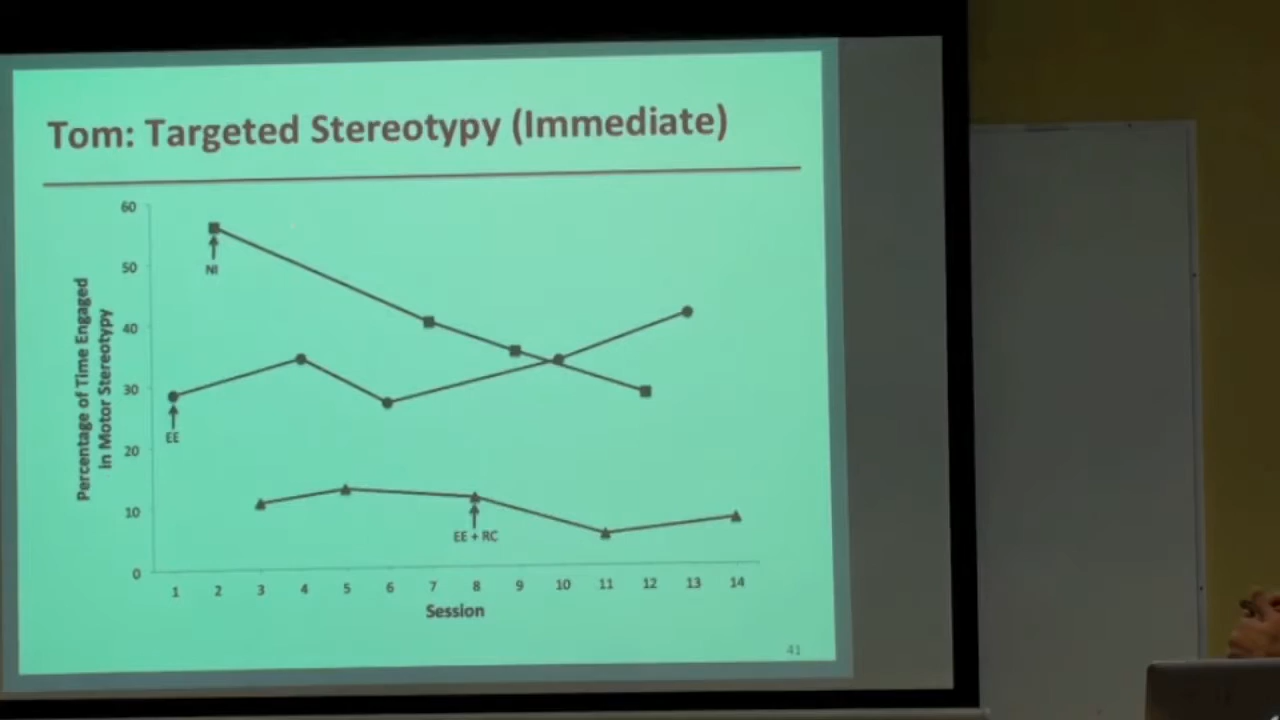 Tom: Targeted Stereotypy (Immediate)
Percentage of Time Engaged
In Motor Stereotypy
60
50
40
30
20
10
0
NI
EE
EE + RC
1 2 3 4 5 6 7 8 9 10 11 12 13 14
Session
41